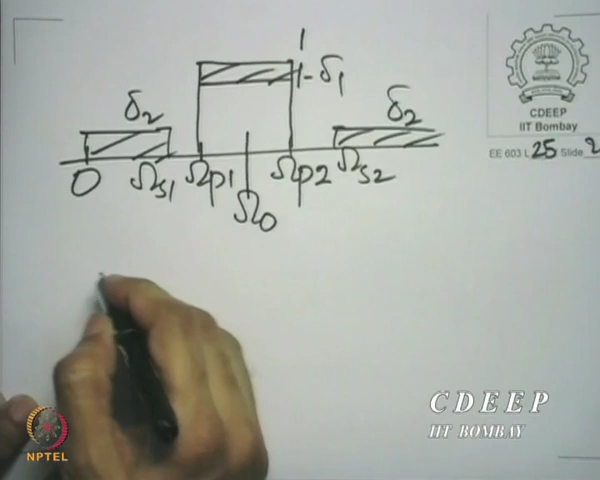 1
1-δ1
δ2
δ2
0 Ωs1 Ωp1 Ωp2 Ωs2
Ω0
CDEEP
IIT Bombay
EE 603 L 25 Slide 2
CDEEP
IIT BOMBAY
NPTEL